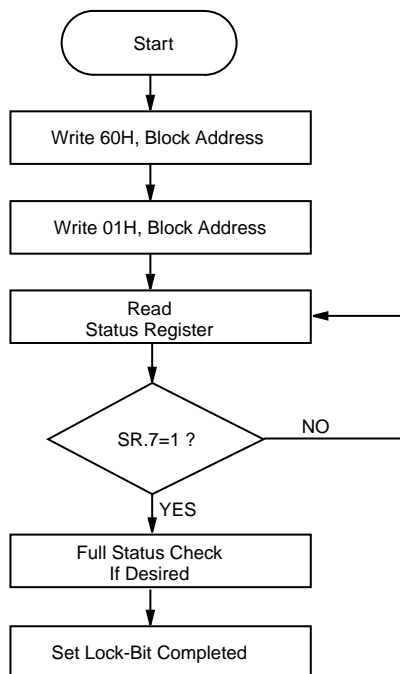 Start
Write 60H, Block Address
Write 01H, Block Address
Read
Status Register
SR.7=1 ?
NO
YES
Full Status Check
If Desired
Set Lock-Bit Completed